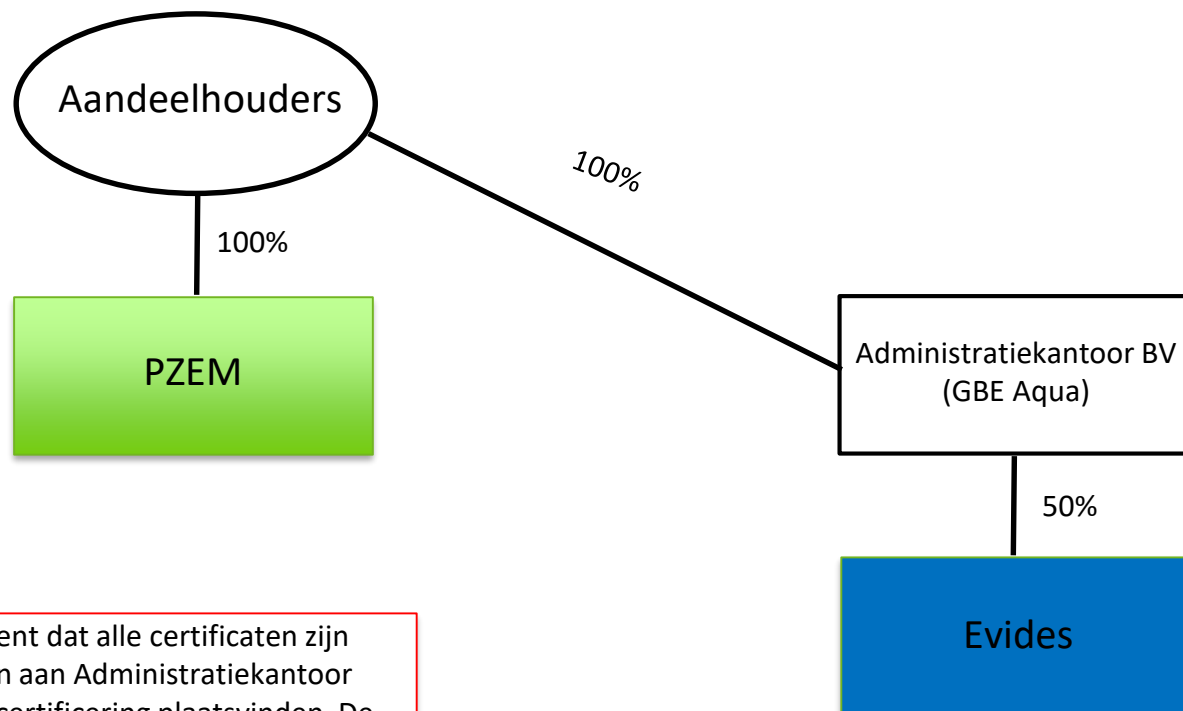 Aandeelhouders
100%
100%
PZEM
Administratiekantoor BV
(GBE Aqua)
50%
Evides
dat alle certificaten zijn
aan Administratiekantoor
certificering plaatsvinden. De